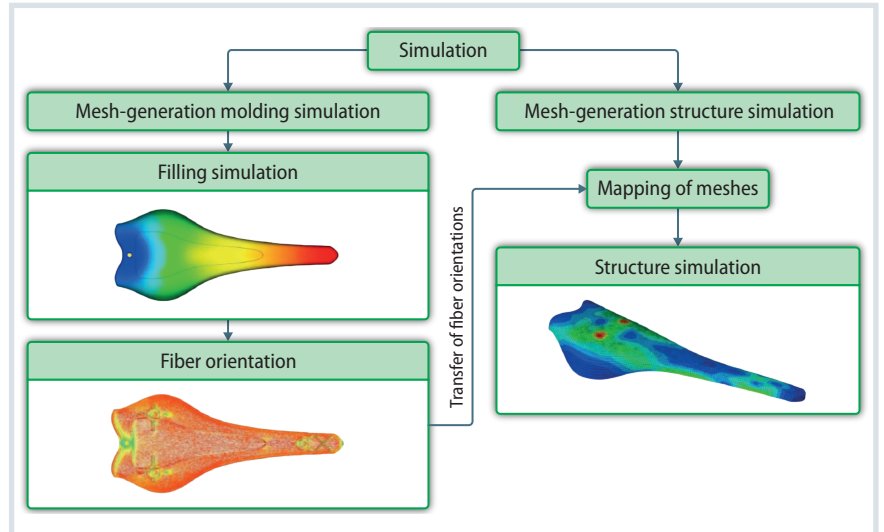 Simulation
Mesh-generation molding simulation
Mesh-generation structure simulation
Filling simulation
Mapping of meshes
Transfer of fiber orientations
Structure simulation
Fiber orientation